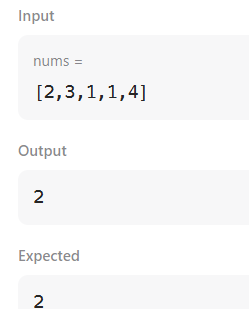 Input
nums =
[2,3,1,1,4]
Output
2
Expected
2